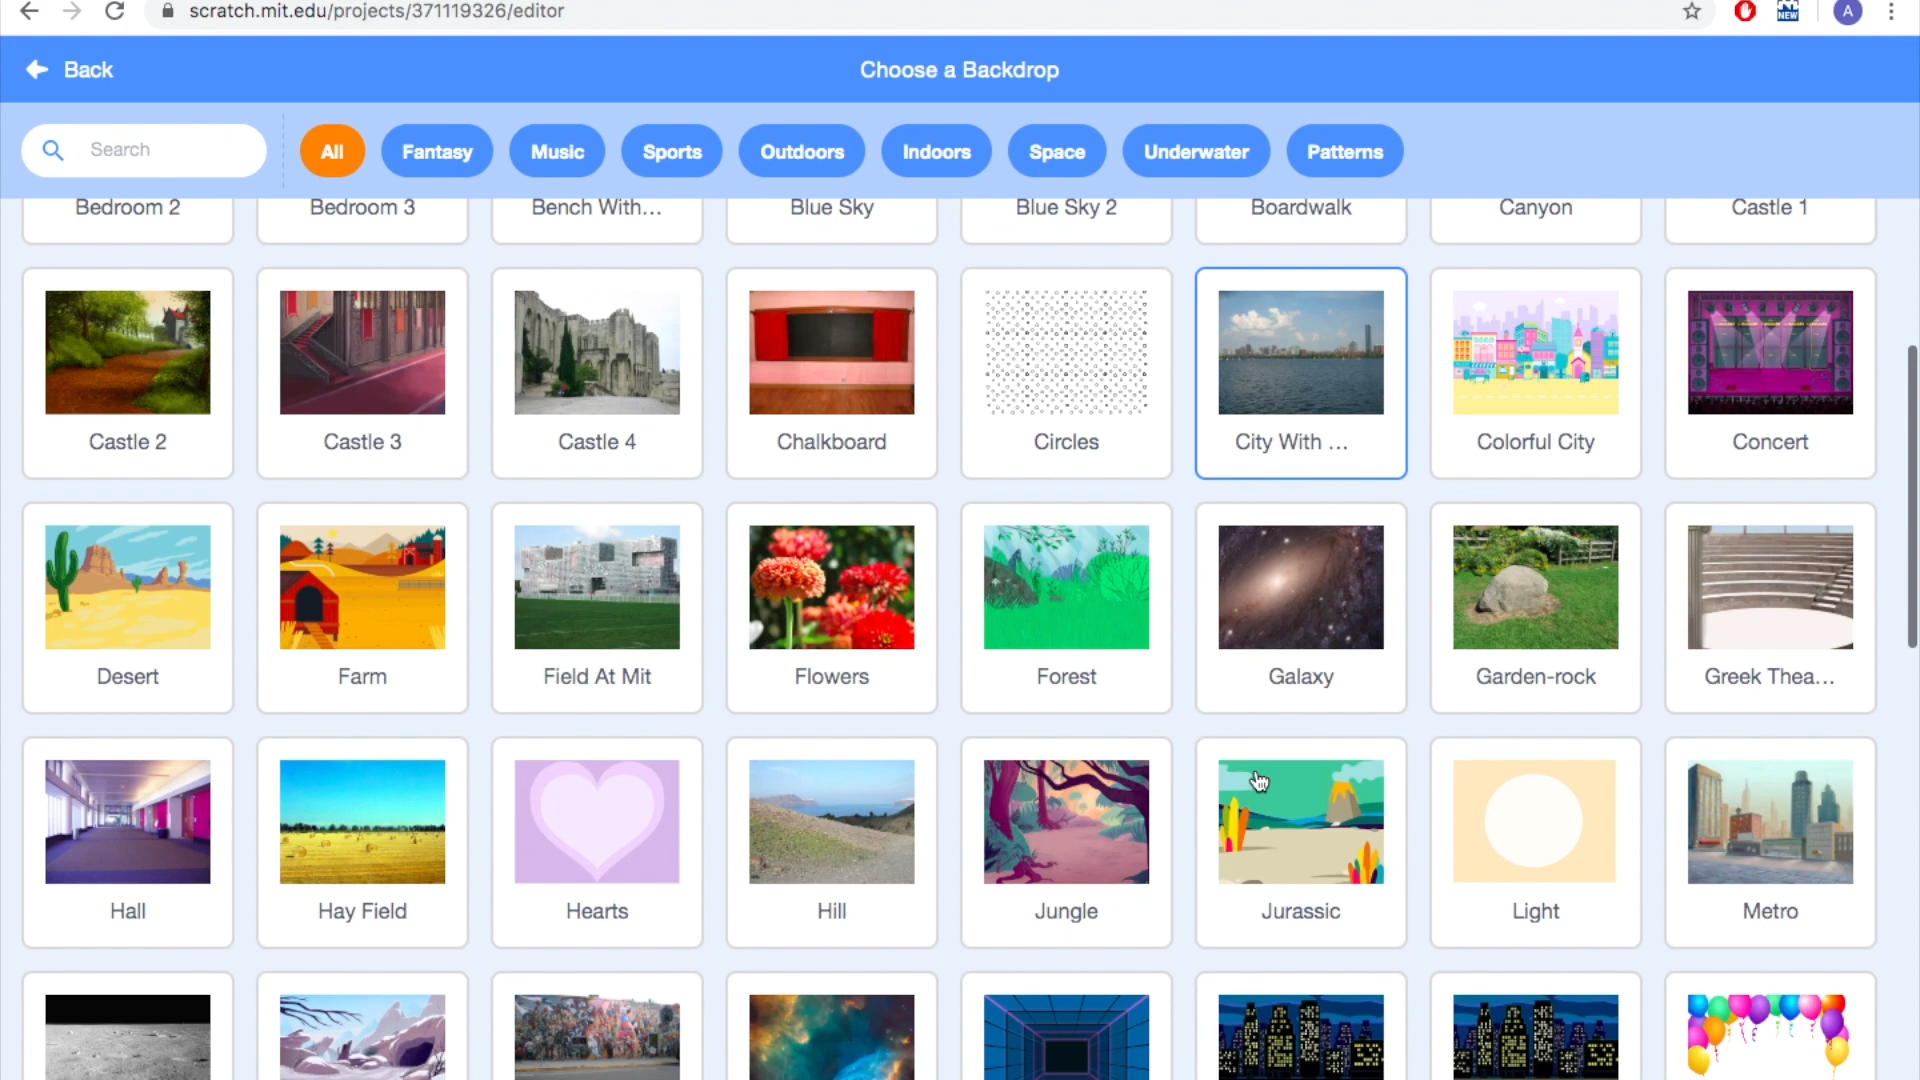 scratch.mit.edu/projects/371119326/editor
NEW
A
Back
Choose a Backdrop
Search
All
Fantasy
Music
Sports
Outdoors
Indoors
Space
Underwater
Patterns
Bedroom 2
Bedroom 3
Bench With...
Blue Sky
Blue Sky 2
Boardwalk
Canyon
Castle 1
Castle 2
Castle 3
Castle 4
Chalkboard
Circles
City With ...
Colorful City
Concert
Desert
Farm
Field At Mit
Flowers
Forest
Galaxy
Garden-rock
Greek Thea...
Hall
Hay Field
Hearts
Hill
Jungle
Jurassic
Light
Metro